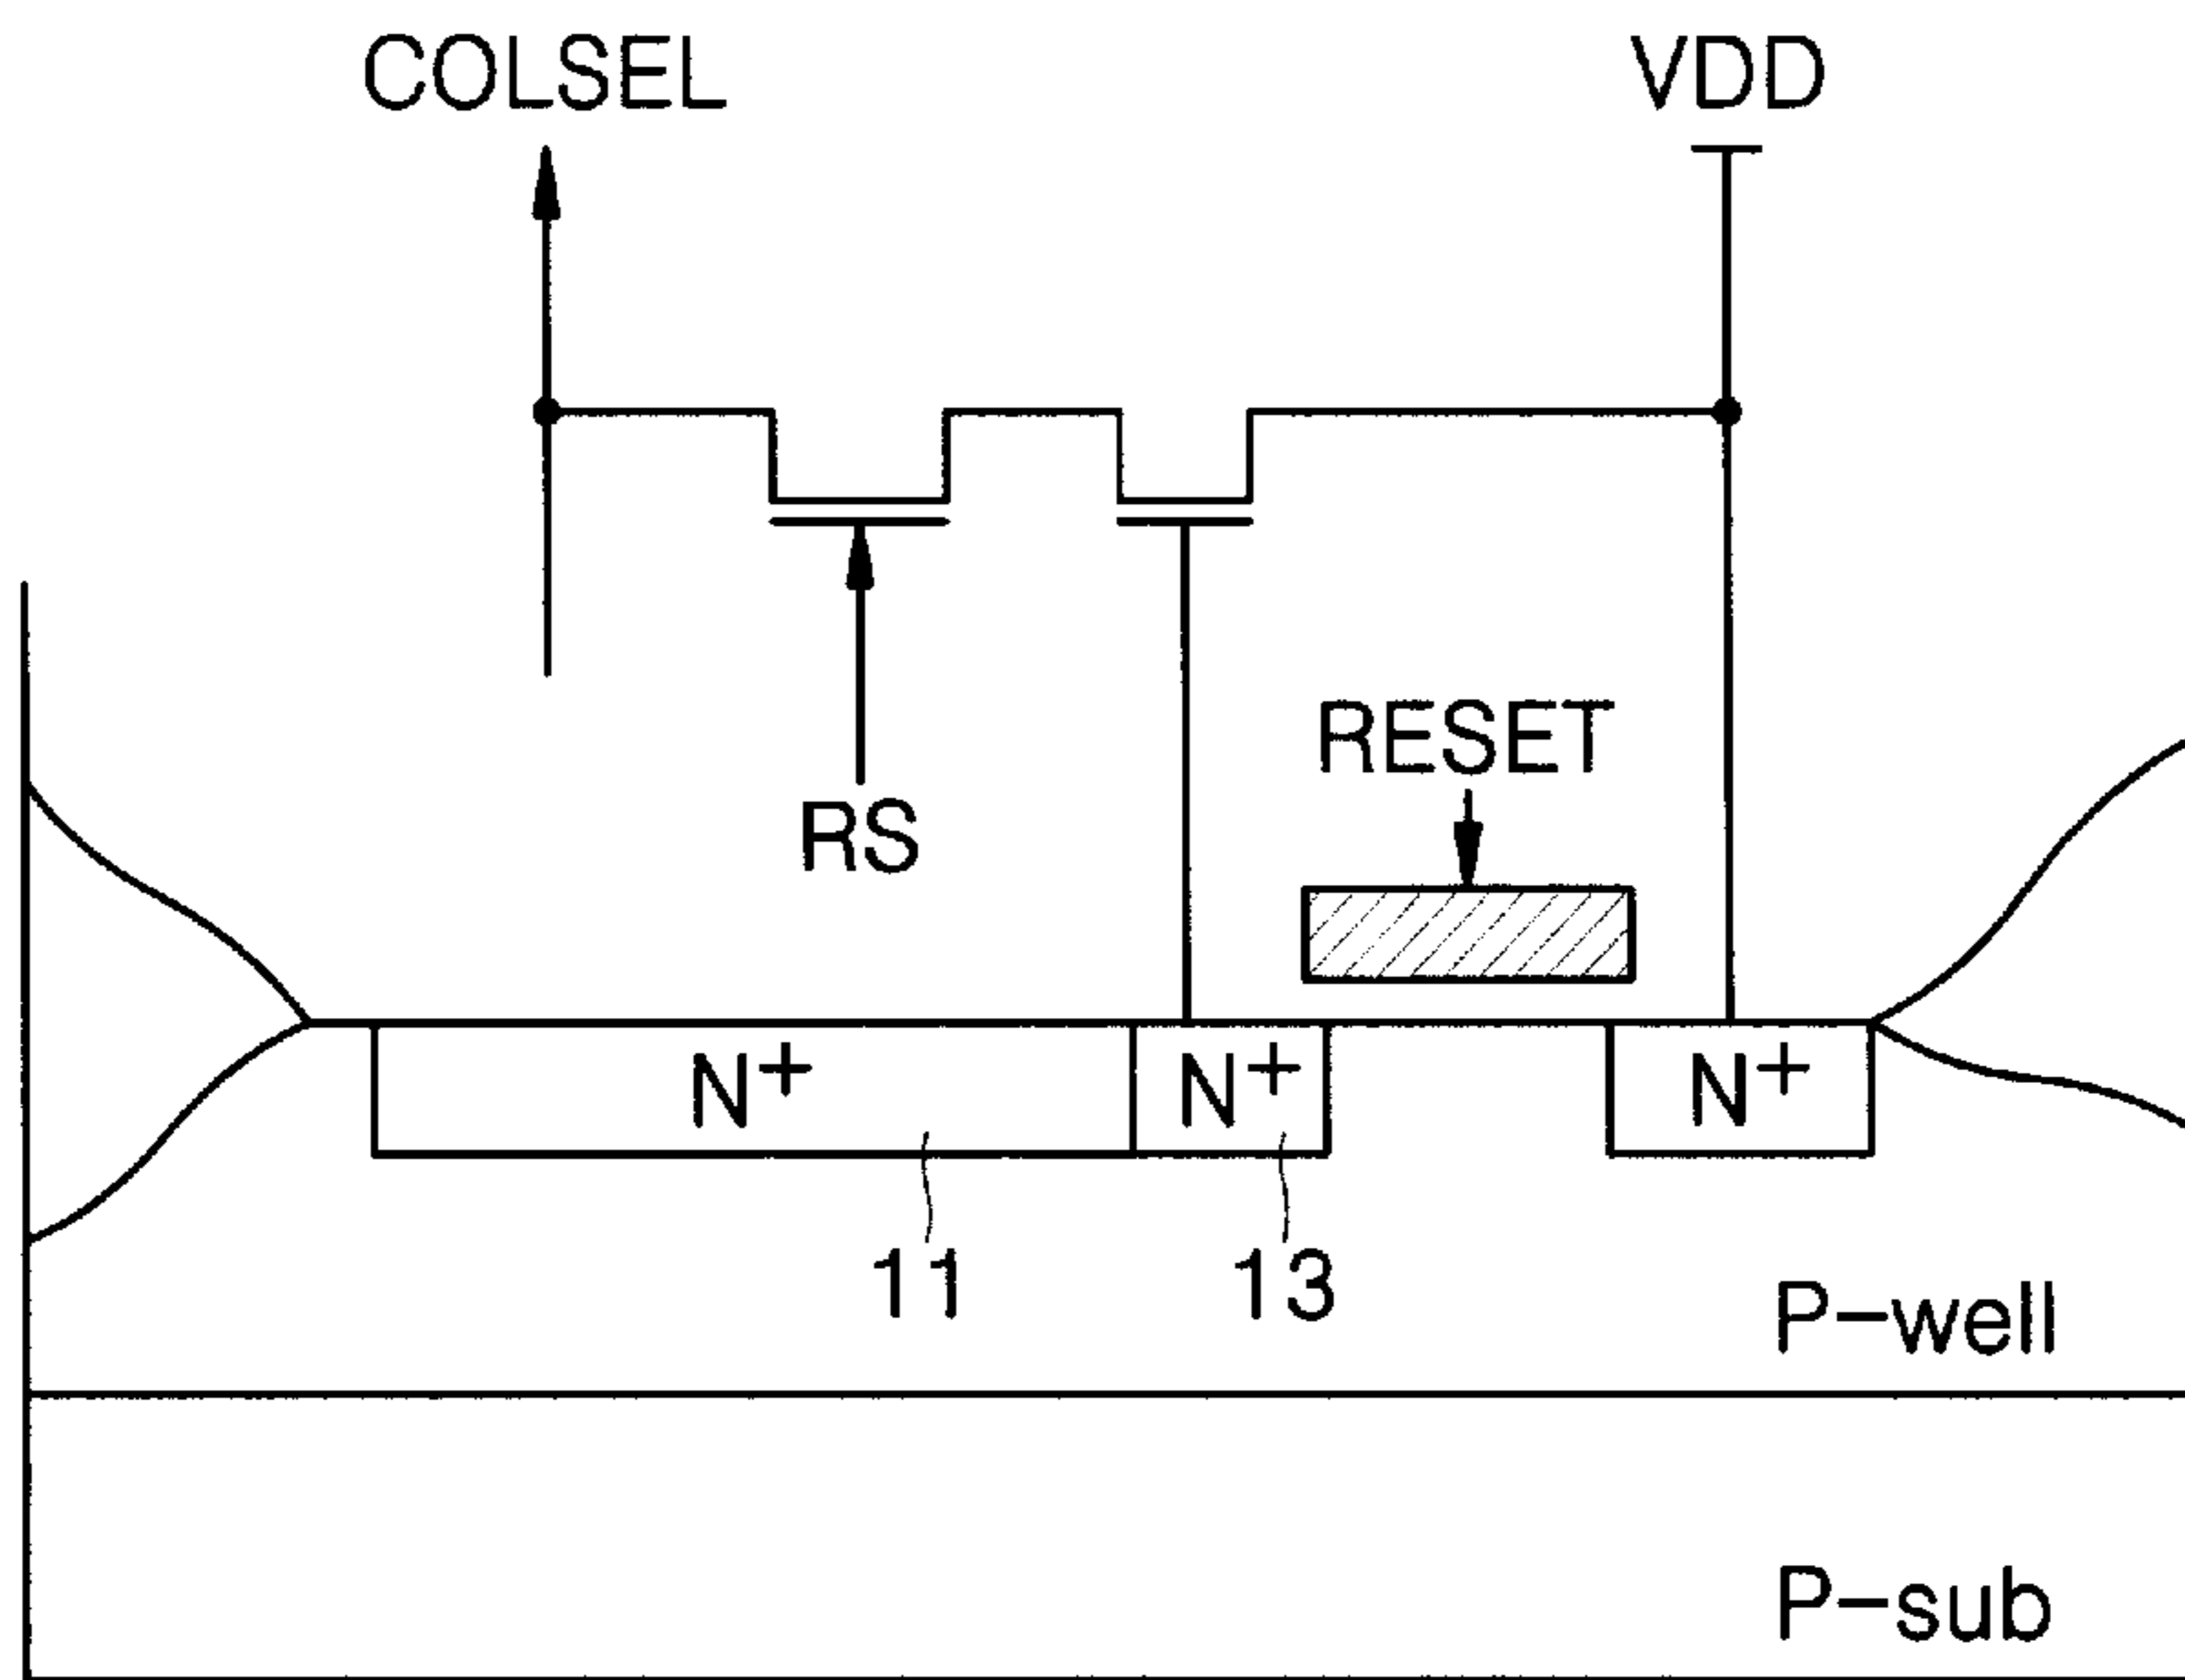 COLSEL
VDD
RESET
RS
N+
N+
N+
11
13
P-well
P-sub